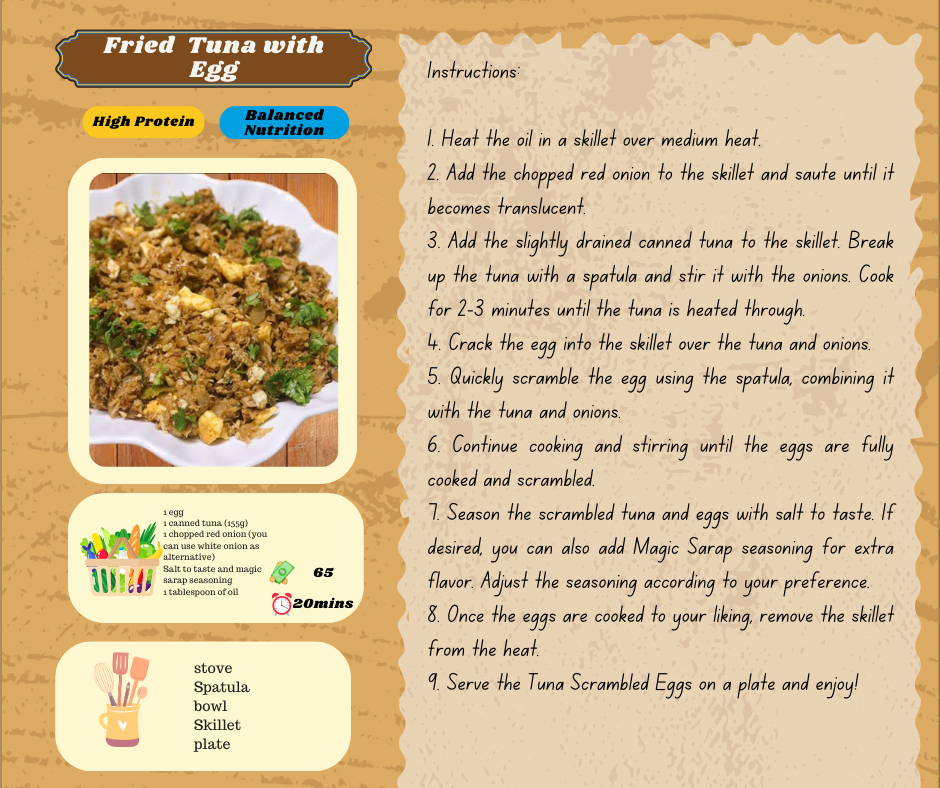 Fried Tuna with
Egg
High Protein
Balanced
Nutrition
1 egg
1 canned tuna (155g)
1 chopped red onion (you
can use white onion as
alternative)
Salt to taste and magic
sarap seasoning
1 tablespoon of oil
65
20mins
stove
Spatula
bowl
Skillet
plate
Instructions:
1. Heat the oil in a skillet over medium heat.
2. Add the chopped red onion to the skillet and saute until it
becomes translucent.
3. Add the slightly drained canned tuna to the skillet. Break
up the tuna with a spatula and stir it with the onions. Cook
for 2-3 minutes until the tuna is heated through.
4. Crack the egg into the skillet over the tuna and onions.
5. Quickly scramble the egg using the spatula, combining it
with the tuna and onions.
6. Continue cooking and stirring until the eggs are fully
cooked and scrambled.
7. Season the scrambled tuna and eggs with salt to taste. If
desired, you can also add Magic Sarap seasoning for extra
flavor. Adjust the seasoning according to your preference.
8. Once the eggs are cooked to your liking, remove the skillet
from the heat.
9. Serve the Tuna Scrambled Eggs on a plate and enjoy!